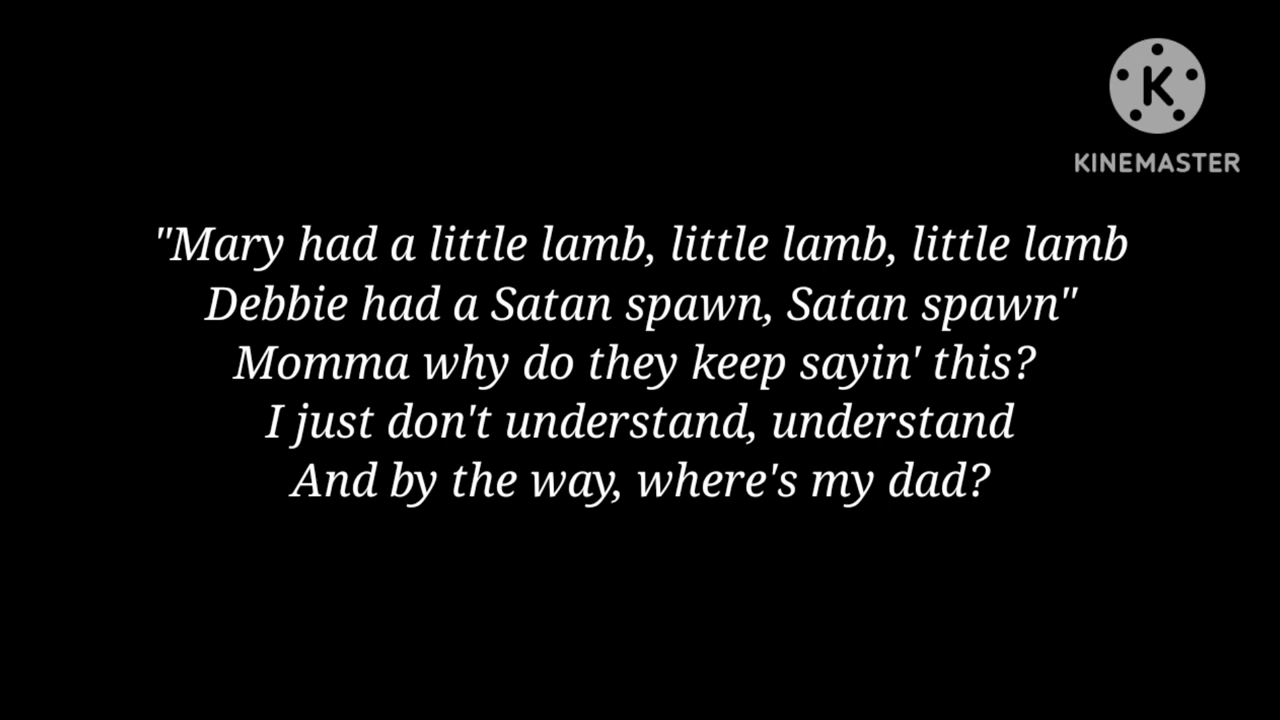 KINEMASTER
"Mary had a little lamb, little lamb, little lamb
Debbie had a Satan spawn, Satan spawn"
Momma why do they keep sayin' this?
I just don't understand, understand
And by the way, where's my dad?